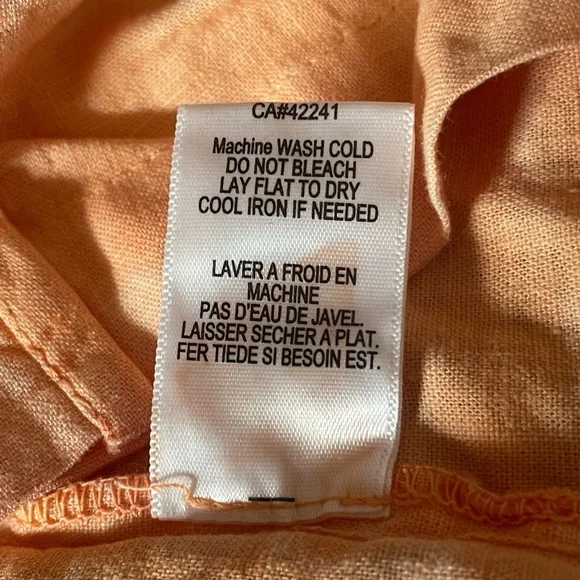 CA#42241
Machine WASH COLD
DO NOT BLEACH
LAY FLAT TO DRY
COOL IRON IF NEEDED
LAVER A FROID EN
MACHINE
PAS D'EAU DE JAVEL.
LAISSER SECHER A PLAT.
FER TIEDE SI BESOIN EST.